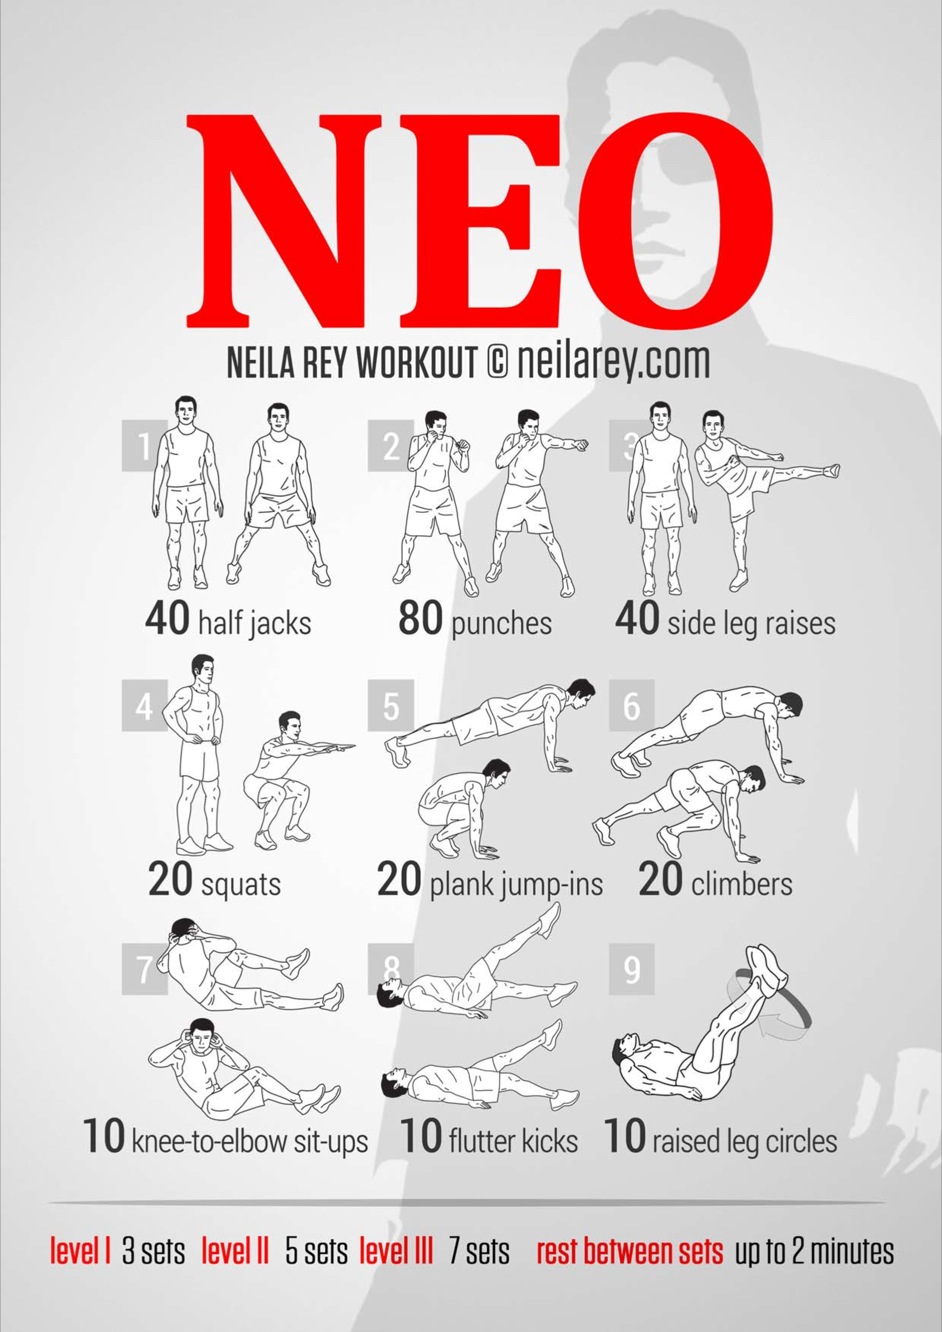 NEO
NEILA REY WORKOUT © neilarey.com
1
2
3
40 half jacks
80 punches
40 side leg raises
4
5
6
20 squats
20 plank jump-ins
20 climbers
7
8
9
10 knee-to-elbow sit-ups
10 flutter kicks
10 raised leg circles
level I 3 sets level II 5 sets level III 7 sets rest between sets up to 2 minutes